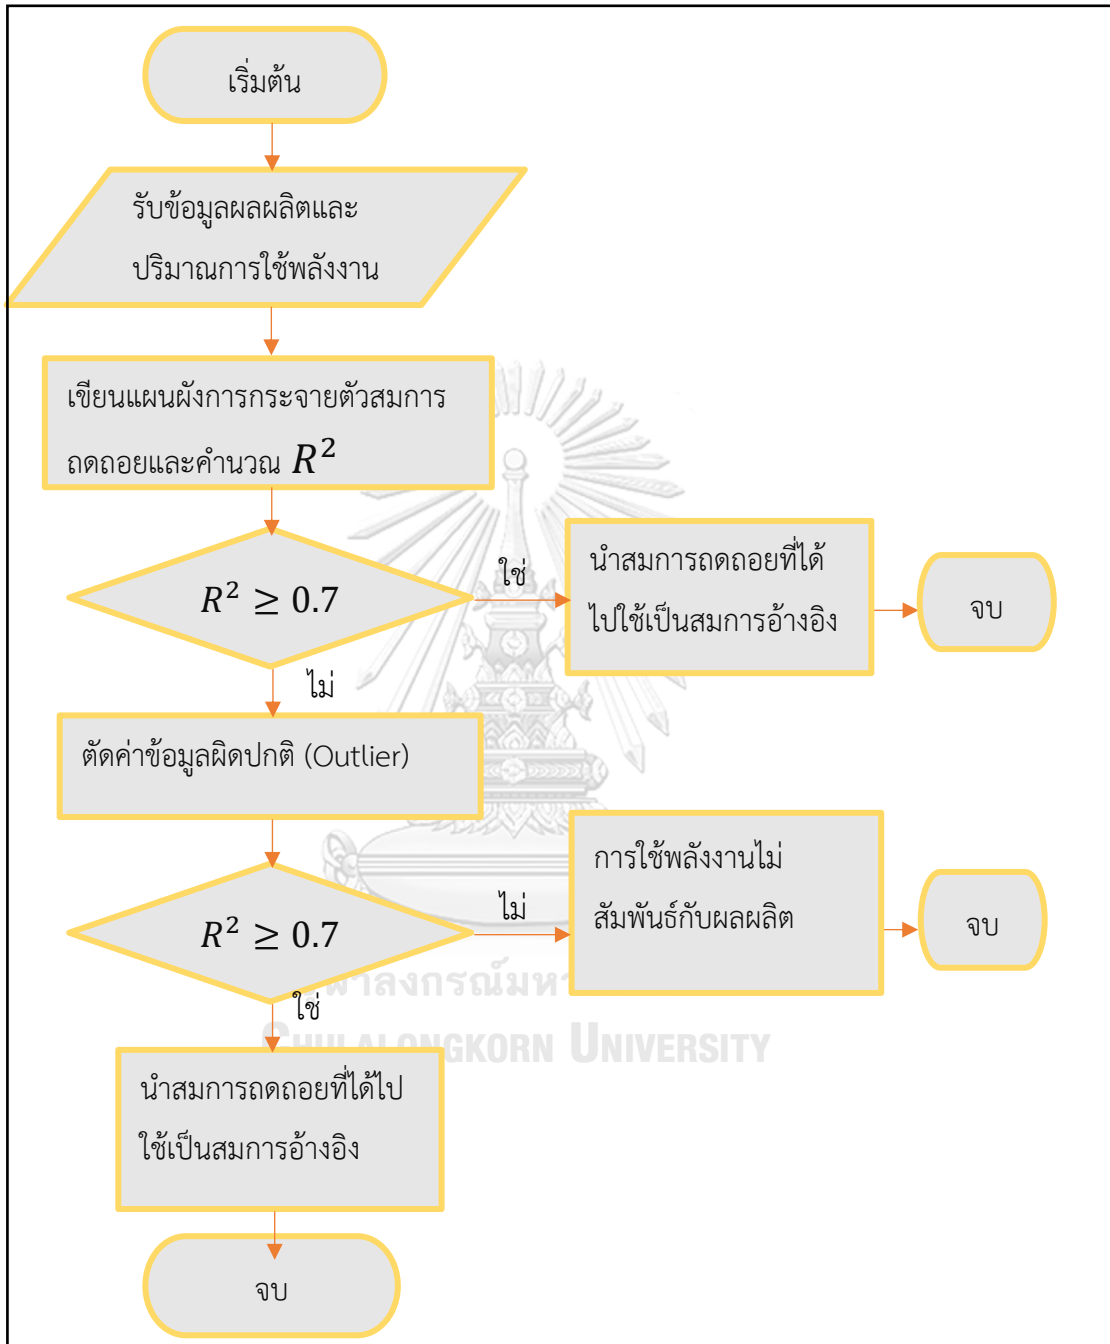 เริ่มต้น
รับข้อมูลผลผลิตและ
ปริมาณการใช้พลังงาน
เขียนแผนผังการกระจายตัวสมการ
ถดถอยและคำนวณ R²
R² ≥ 0.7
ใช่
นำสมการถดถอยที่ได้
ไปใช้เป็นสมการอ้างอิง
จบ
ไม่
ตัดค่าข้อมูลผิดปกติ (Outlier)
R² ≥ 0.7
ไม่
การใช้พลังงานไม่
สัมพันธ์กับผลผลิต
จบ
ใช่
CHULALONGKORN UNIVERSITY
นำสมการถดถอยที่ได้ไป
ใช้เป็นสมการอ้างอิง
จบ